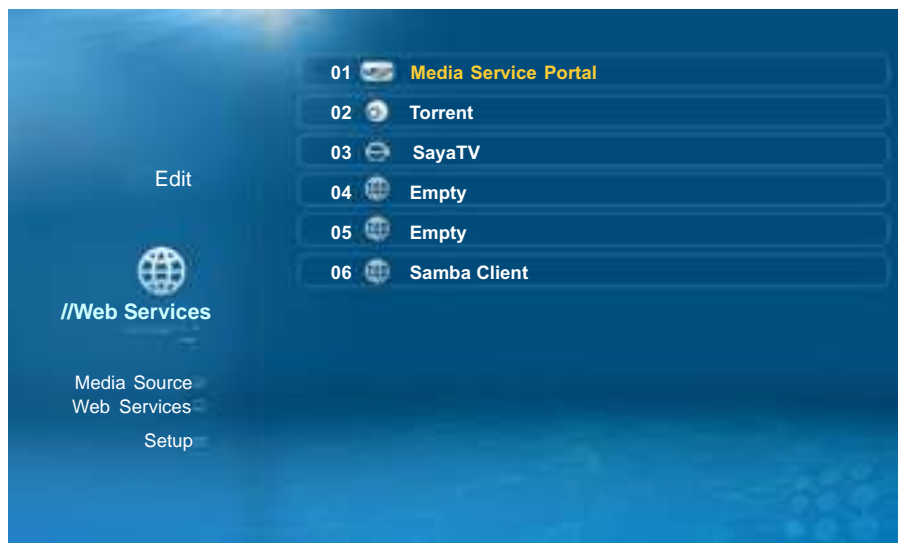 Edit
//Web Services
Media Source
Web Services
Setup
01 Media Service Portal
02 Torrent
03 SayaTV
04 Empty
05 Empty
06 Samba Client